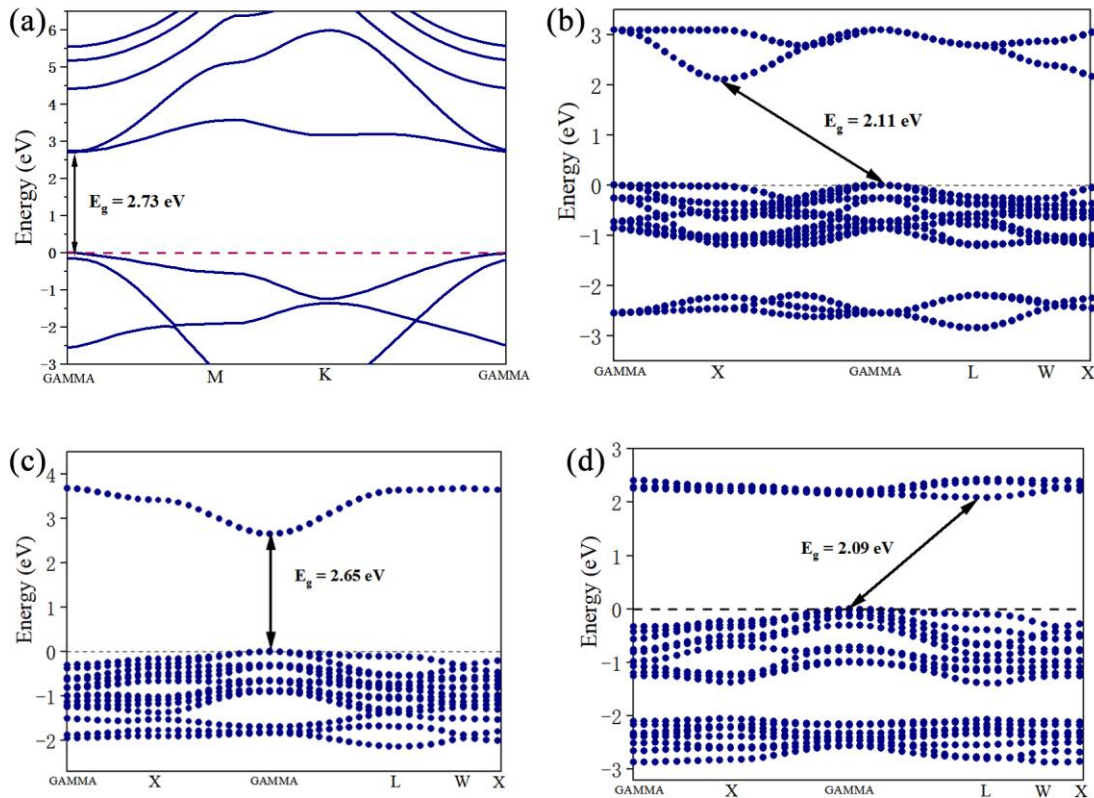 (a)
6
5
4
3
2
1
0
−1
−2
−3
Energy (eV)
E_g = 2.73 eV
GAMMA M K GAMMA
(b)
3
2
1
0
−1
−2
−3
Energy (eV)
E_g = 2.11 eV
GAMMA X GAMMA L W X
(c)
4
3
2
1
0
−1
−2
Energy (eV)
E_g = 2.65 eV
GAMMA X GAMMA L W X
(d)
3
2
1
0
−1
−2
−3
Energy (eV)
E_g = 2.09 eV
GAMMA X GAMMA L W X